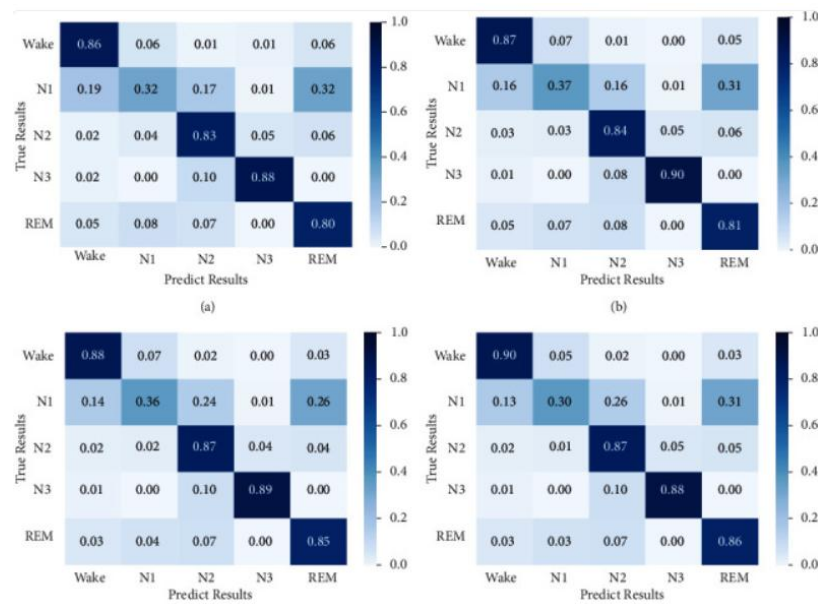 1.0
Wake 0.86 0.06 0.01 0.01 0.06
0.8
N1 0.19 0.32 0.17 0.01 0.32
0.6
True Results
N2 0.02 0.04 0.83 0.05 0.06
0.4
N3 0.02 0.00 0.10 0.88 0.00
0.2
REM 0.05 0.08 0.07 0.00 0.80
0.0
Wake N1 N2 N3 REM
Predict Results
(a)
1.0
Wake 0.87 0.07 0.01 0.00 0.05
0.8
N1 0.16 0.37 0.16 0.01 0.31
0.6
True Results
N2 0.03 0.03 0.84 0.05 0.06
0.4
N3 0.01 0.00 0.08 0.90 0.00
0.2
REM 0.05 0.07 0.08 0.00 0.81
0.0
Wake N1 N2 N3 REM
Predict Results
(b)
1.0
Wake 0.88 0.07 0.02 0.00 0.03
0.8
N1 0.14 0.36 0.24 0.01 0.26
0.6
True Results
N2 0.02 0.02 0.87 0.04 0.04
0.4
N3 0.01 0.00 0.10 0.89 0.00
0.2
REM 0.03 0.04 0.07 0.00 0.85
0.0
Wake N1 N2 N3 REM
Predict Results
1.0
Wake 0.90 0.05 0.02 0.00 0.03
0.8
N1 0.13 0.30 0.26 0.01 0.31
0.6
True Results
N2 0.02 0.01 0.87 0.05 0.05
0.4
N3 0.01 0.00 0.10 0.88 0.00
0.2
REM 0.03 0.03 0.07 0.00 0.86
0.0
Wake N1 N2 N3 REM
Predict Results